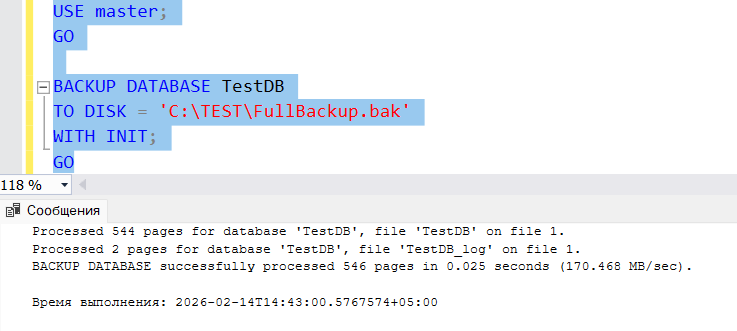 USE master;
GO
BACKUP DATABASE TestDB
TO DISK = 'C:\TEST\FullBackup.bak'
WITH INIT;
GO
118 %
Сообщения
Processed 544 pages for database 'TestDB', file 'TestDB' on file 1.
Processed 2 pages for database 'TestDB', file 'TestDB_log' on file 1.
BACKUP DATABASE successfully processed 546 pages in 0.025 seconds (170.468 MB/sec).
Время выполнения: 2026-02-14T14:43:00.5767574+05:00